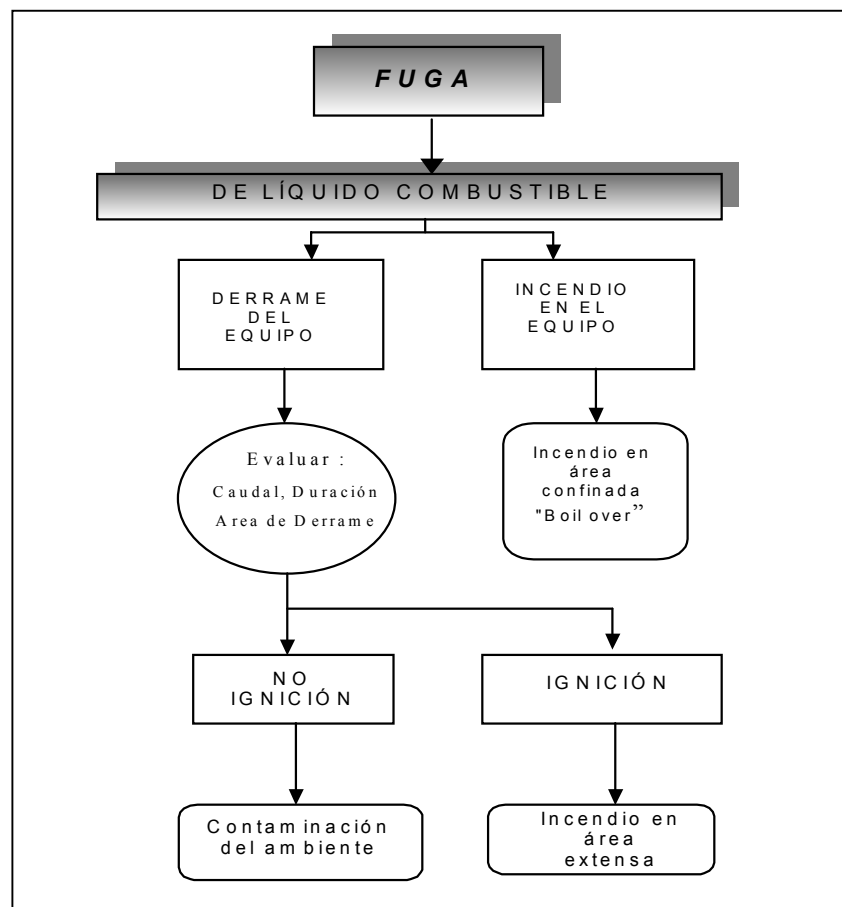 FUGA
DE LÍQUIDO COMBUSTIBLE
DERRAME
DEL
EQUIPO
INCENDIO
EN EL
EQUIPO
Evaluar :
Caudal, Duración
Area de Derrame
Incendio en
área
confinada
"Boil over”
NO
IGNICIÓN
IGNICIÓN
Contaminación
del ambiente
Incendio en
área
extensa